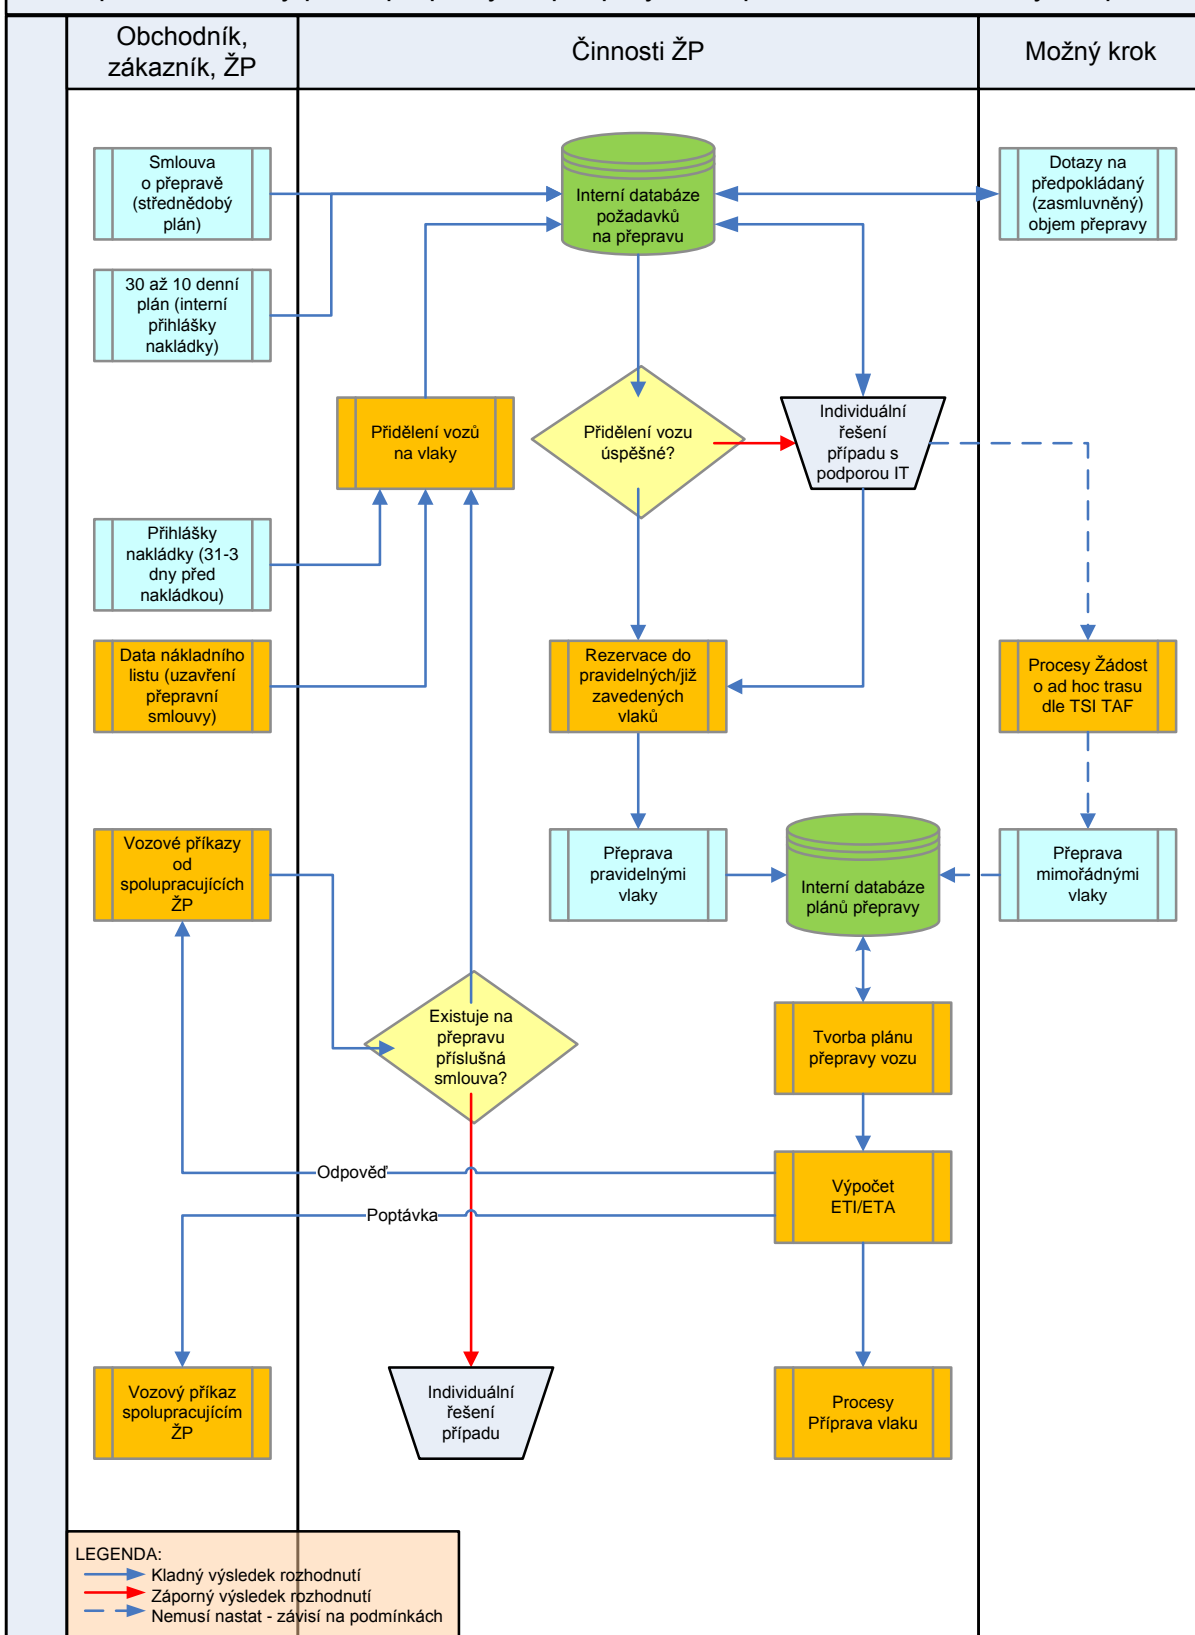 Obchodník,
zákazník, ŽP
Činnosti ŽP
Možný krok
Smlouva
o přepravě
(střednědobý
plán)
Interní databáze
požadavků
na přepravu
Dotazy na
předpokládaný
(zasmluvněný)
objem přepravy
30 až 10 denní
plán (interní
přihlášky
nakládky)
Přidělení vozů
na vlaky
Přidělení vozu
úspěšné?
Individuální
řešení
případu s
podporou IT
Přihlášky
nakládky (31-3
dny před
nakládkou)
Data nákladního
listu (uzavření
přepravní
smlouvy)
Rezervace do
pravidelných/již
zavedených
vlaků
Procesy Žádost
o ad hoc trasu
dle TSI TAF
Vozové příkazy
od
spolupracujících
ŽP
Přeprava
pravidelnými
vlaky
Interní databáze
plánů přepravy
Přeprava
mimořádnými
vlaky
Existuje na
přepravu
příslušná
smlouva?
Tvorba plánu
přepravy vozu
Odpověď
Výpočet
ETI/ETA
Poptávka
Vozový příkaz
spolupracujícím
ŽP
Individuální
řešení
případu
Procesy
Příprava vlaku
LEGENDA:
Kladný výsledek rozhodnutí
Záporný výsledek rozhodnutí
Nemusí nastat - závisí na podmínkách